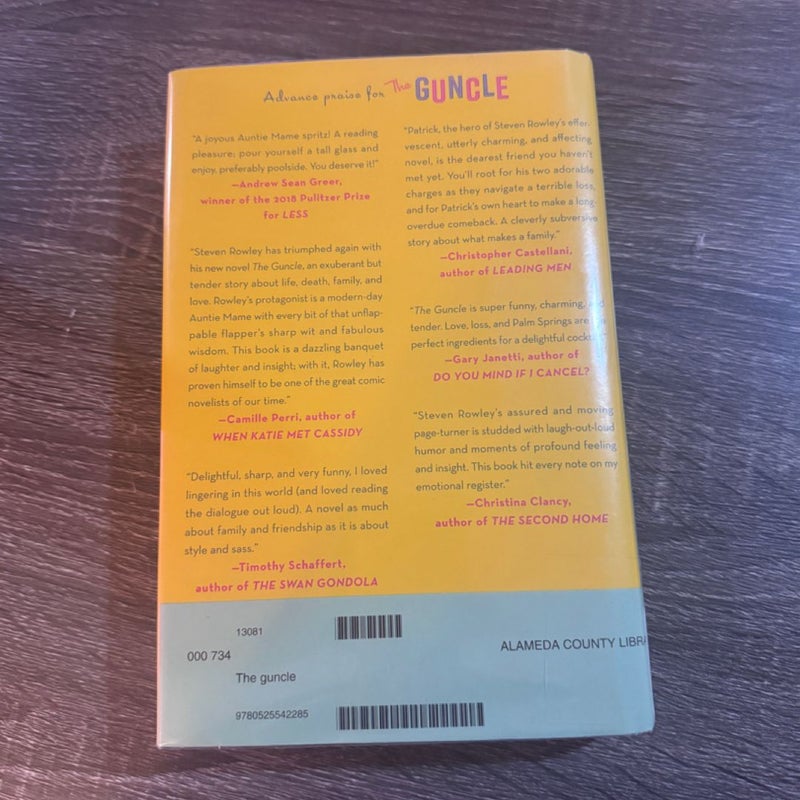 Advance praise for The GUNCLE
"A joyous Auntie Mame spritz! A reading
pleasure; pour yourself a tall glass and
enjoy, preferably poolside. You deserve it!"
—Andrew Sean Greer,
winner of the 2018 Pulitzer Prize
for LESS
"Steven Rowley has triumphed again with
his new novel The Guncle, an exuberant but
tender story about life, death, family, and
love. Rowley's protagonist is a modern-day
Auntie Mame with every bit of that unflap-
pable flapper's sharp wit and fabulous
wisdom. This book is a dazzling banquet
of laughter and insight; with it, Rowley has
proven himself to be one of the great comic
novelists of our time."
—Camille Perri, author of
WHEN KATIE MET CASSIDY
"Delightful, sharp, and very funny, I loved
lingering in this world (and loved reading
the dialogue out loud). A novel as much
about family and friendship as it is about
style and sass."
—Timothy Schaffert,
author of THE SWAN GONDOLA
"Patrick, the hero of Steven Rowley's effer-
vescent, utterly charming, and affecting
novel, is the dearest friend you haven't
met yet. You'll root for his two adorable
charges as they navigate a terrible loss,
and for Patrick's own heart to make a long-
overdue comeback. A cleverly subversive
story about what makes a family."
—Christopher Castellani,
author of LEADING MEN
"The Guncle is super funny, charming,
tender. Love, loss, and Palm Springs are
perfect ingredients for a delightful
—Gary Janetti, author of
DO YOU MIND IF I CANCEL?
"Steven Rowley's assured and moving
page-turner is studded with laugh-out-loud
humor and moments of profound feeling
and insight. This book hit every note on my
emotional register."
—Christina Clancy,
author of THE SECOND HOME
13081
000 734
ALAMEDA COUNTY LIBR
The guncle
9780525542285